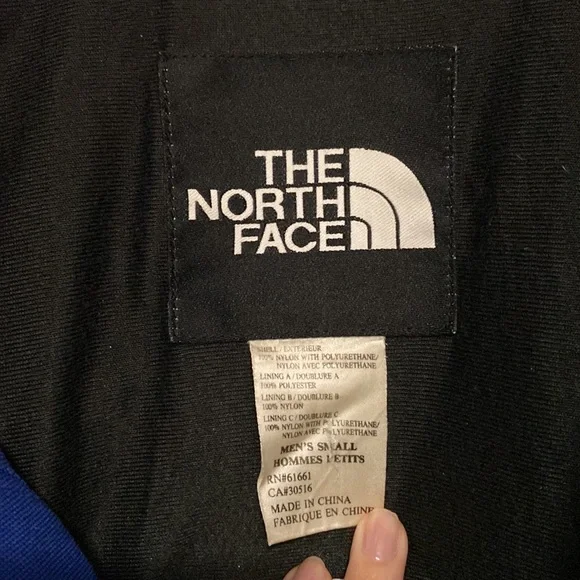 THE
NORTH
FACE
SHELL / EXTERIEUR
100% NYLON WITH POLYURETHANE/
NYLON AVEC POLYURETHANE
LINING A / DOUBLURE A
100% POLYESTER
LINING B / DOUBLURE B
100% NYLON
LINING C / DOUBLURE C
100% NYLON WITH POLYURETHANE/
NYLON AVEC POLYURETHANE
MEN'S SMALL
HOMMES PETITS
RN#61661
CA#30516
MADE IN CHINA
FABRIQUE EN CHINE